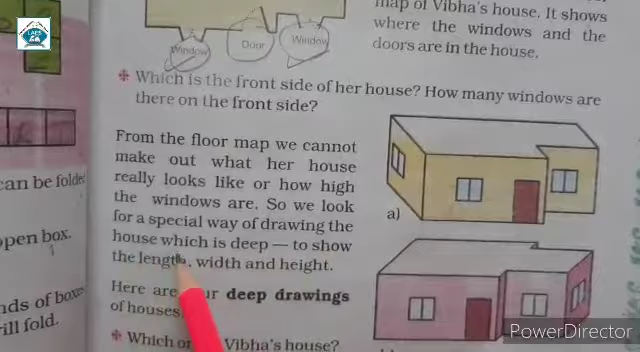 LAPS
map of Vibha's house. It shows
where the windows and the
doors are in the house.
Window
Door
Window
Which is the front side of her house? How many windows are
there on the front side?
From the floor map we cannot
make out what her house
really looks like or how high
the windows are. So we look
for a special way of drawing the
house which is deep — to show
the length, width and height.
Here are deep drawings
of houses
Which Vibha's house?
a)
can be folded
open box.
nds of boxes
ill fold.
PowerDirector